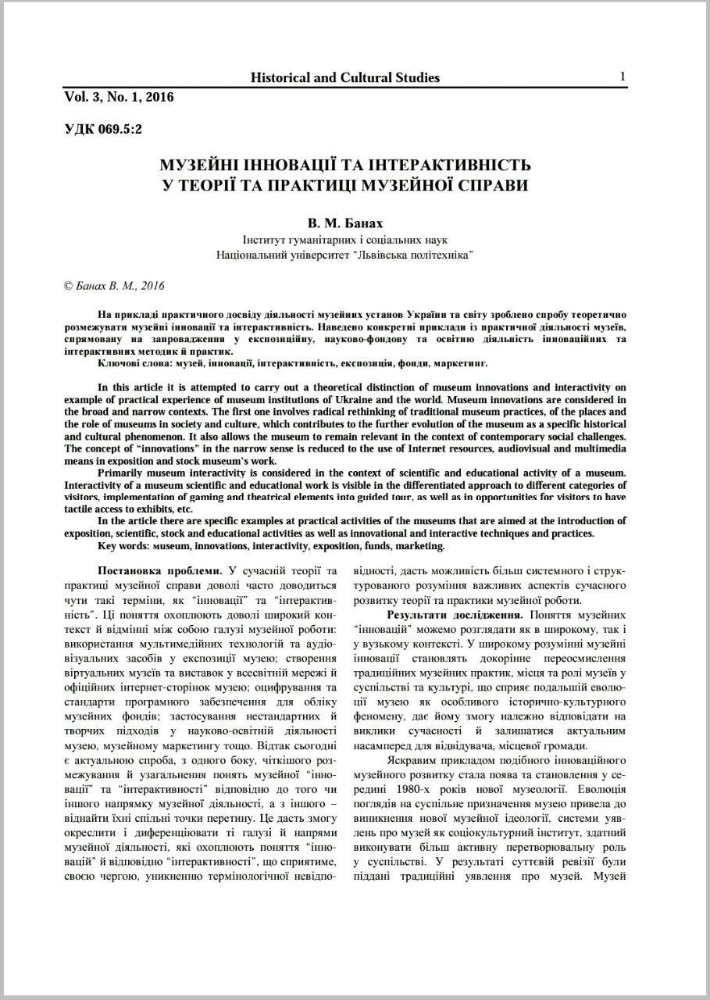 Historical and Cultural Studies 1
Vol. 3, No. 1, 2016
УДК 069.5:2
МУЗЕЙНІ ІННОВАЦІЇ ТА ІНТЕРАКТИВНІСТЬ
У ТЕОРІЇ ТА ПРАКТИЦІ МУЗЕЙНОЇ СПРАВИ
В. М. Банах
Інститут гуманітарних і соціальних наук
Національний університет “Львівська політехніка”
© Банах В. М., 2016
На прикладі практичного досвіду діяльності музейних установ України та світу зроблено спробу теоретично
розмежувати музейні інновації та інтерактивність. Наведено конкретні приклади із практичної діяльності музеїв,
спрямовану на запровадження у експозиційну, науково-фондову та освітню діяльність інноваційних та
інтерактивних методик й практик.
Ключові слова: музей, інновації, інтерактивність, експозиція, фонди, маркетинг.
In this article it is attempted to carry out a theoretical distinction of museum innovations and interactivity on
example of practical experience of museum institutions of Ukraine and the world. Museum innovations are considered in
the broad and narrow contexts. The first one involves radical rethinking of traditional museum practices, of the places and
the role of museums in society and culture, which contributes to the further evolution of the museum as a specific historical
and cultural phenomenon. It also allows the museum to remain relevant in the context of contemporary social challenges.
The concept of “innovations” in the narrow sense is reduced to the use of Internet resources, audiovisual and multimedia
means in exposition and stock museum’s work.
Primarily museum interactivity is considered in the context of scientific and educational activity of a museum.
Interactivity of a museum scientific and educational work is visible in the differentiated approach to different categories of
visitors, implementation of gaming and theatrical elements into guided tour, as well as in opportunities for visitors to have
tactile access to exhibits, etc.
In the article there are specific examples at practical activities of the museums that are aimed at the introduction of
exposition, scientific, stock and educational activities as well as innovational and interactive techniques and practices.
Key words: museum, innovations, interactivity, exposition, funds, marketing.
Постановка проблеми. У сучасній теорії та
практиці музейної справи доволі часто доводиться
чути такі терміни, як “інновації” та “інтерактив-
ність”. Ці поняття охоплюють доволі широкий кон-
текст й відмінні між собою галузі музейної роботи:
використання мультимедійних технологій та аудіо-
візуальних засобів у експозиції музею; створення
віртуальних музеїв та виставок у всесвітній мережі й
офіційних інтернет-сторінок музею; оцифрування та
стандарти програмного забезпечення для обліку
музейних фондів; застосування нестандартних й
творчих підходів у науково-освітній діяльності
музею, музейному маркетингу тощо. Відтак сьогодні
є актуальною спроба, з одного боку, чіткішого роз-
межування й узагальнення понять музейної “інно-
вації” та “інтерактивності” відповідно до того чи
іншого напрямку музейної діяльності, а з іншого –
віднайти їхні спільні точки перетину. Це дасть змогу
окреслити і диференціювати ті галузі й напрями
музейної діяльності, які охоплюють поняття “інно-
вацій” й відповідно “інтерактивності”, що сприятиме,
своєю чергою, уникненню термінологічної невідпо-
відності, дасть можливість більш системного і струк-
турованого розуміння важливих аспектів сучасного
розвитку теорії та практики музейної роботи.
Результати дослідження. Поняття музейних
“інновацій” можемо розглядати як в широкому, так і
у вузькому контексті. У широкому розумінні музейні
інновації становлять докорінне переосмислення
традиційних музейних практик, місця та ролі музеїв у
суспільстві та культурі, що сприяє подальшій еволю-
ції музею як особливого історично-культурного
феномену, дає йому змогу належно відповідати на
виклики сучасності й залишатися актуальним
насамперед для відвідувача, місцевої громади.
Яскравим прикладом подібного інноваційного
музейного розвитку стала поява та становлення у се-
редині 1980-х років нової музеології. Еволюція
поглядів на суспільне призначення музею привела до
виникнення нової музейної ідеології, системи уяв-
лень про музей як соціокультурний інститут, здатний
виконувати більш активну перетворювальну роль
у суспільстві. У результаті суттєвій ревізії були
піддані традиційні уявлення про музей. Музей